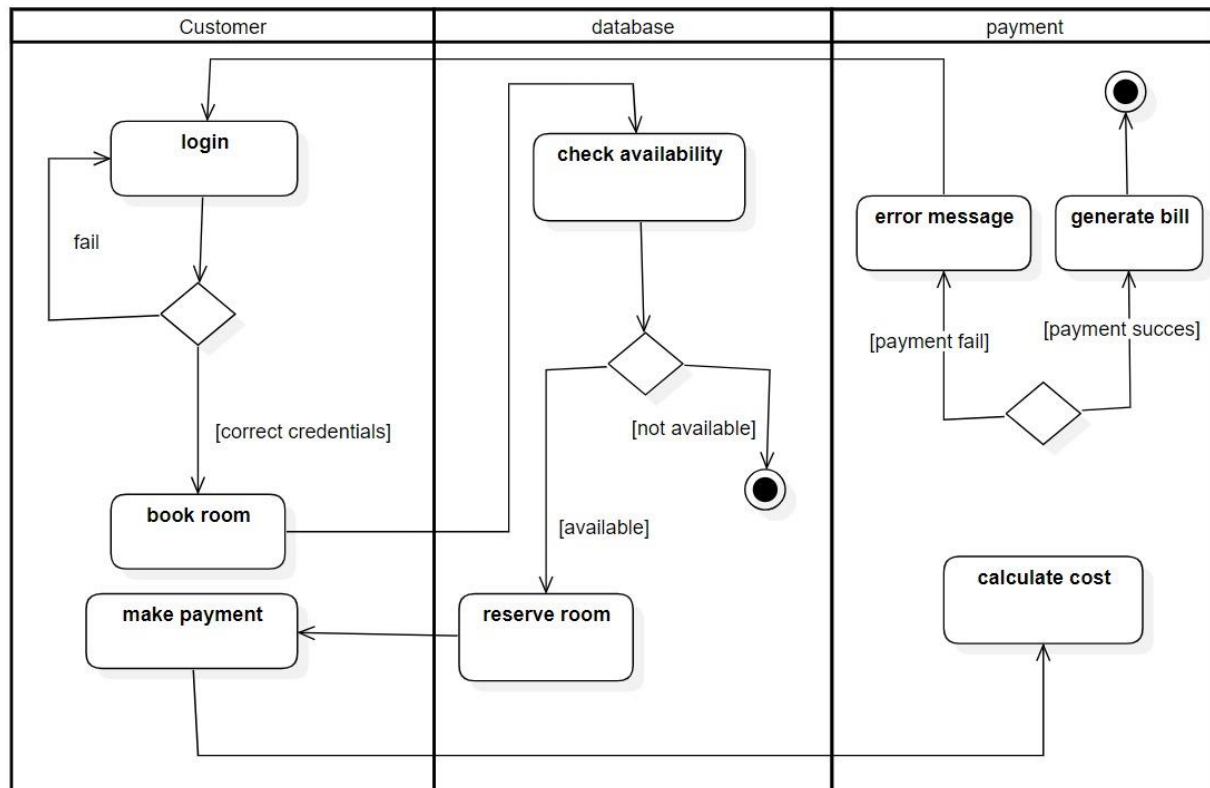 Customer
database
payment
login
check availability
error message
generate bill
fail
[payment fail]
[payment succes]
[correct credentials]
[not available]
book room
[available]
calculate cost
make payment
reserve room